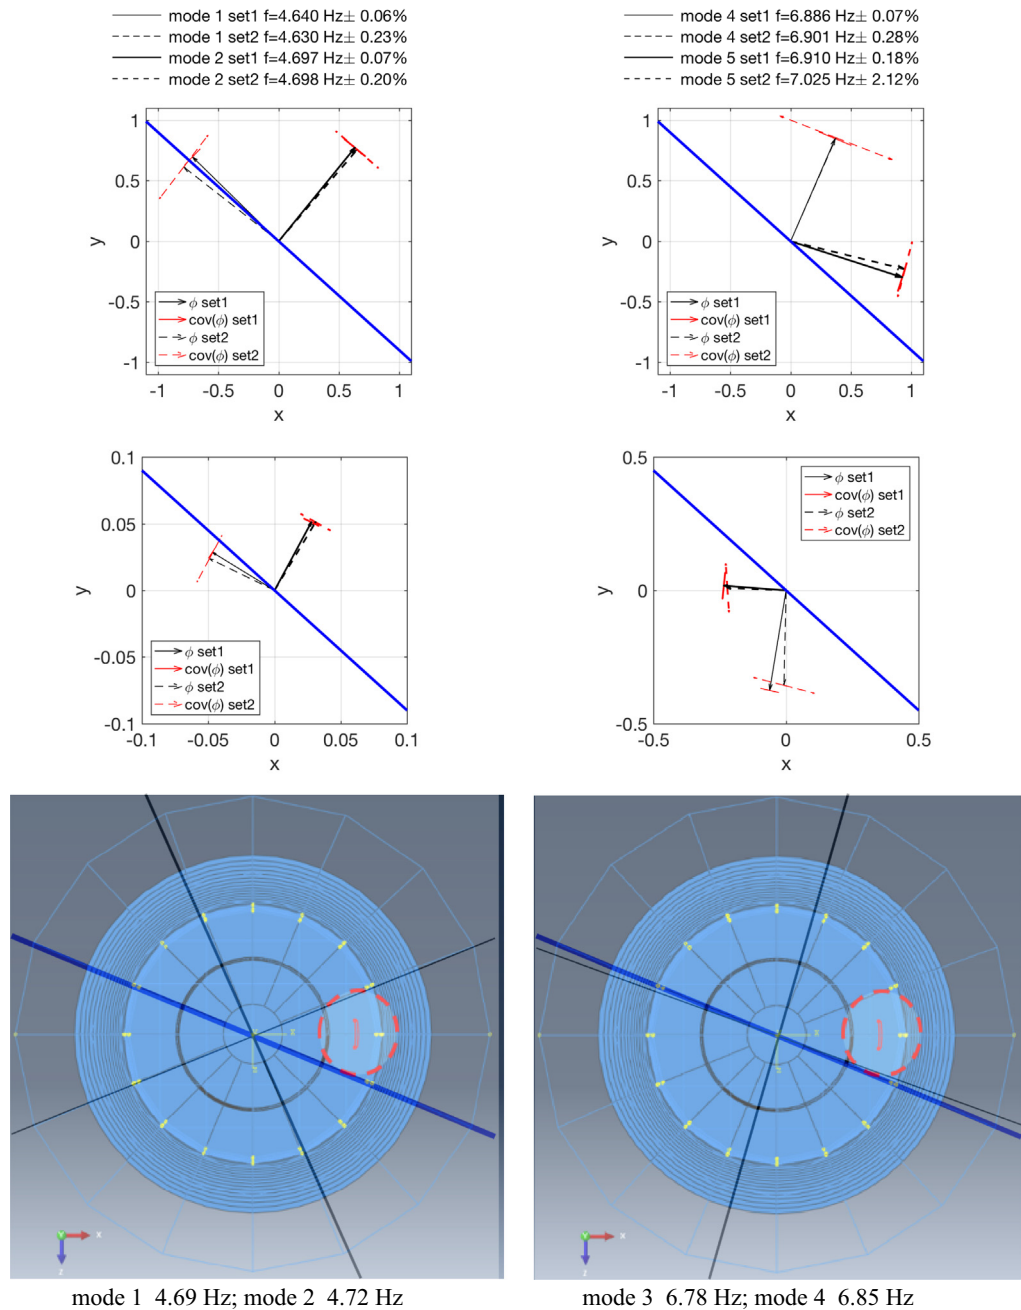 mode 1 set1 f=4.640 Hz± 0.06%
mode 1 set2 f=4.630 Hz± 0.23%
mode 2 set1 f=4.697 Hz± 0.07%
mode 2 set2 f=4.698 Hz± 0.20%
mode 4 set1 f=6.886 Hz± 0.07%
mode 4 set2 f=6.901 Hz± 0.28%
mode 5 set1 f=6.910 Hz± 0.18%
mode 5 set2 f=7.025 Hz± 2.12%
1
0.5
0
-0.5
-1
y
-1 -0.5 0 0.5 1
x
ϕ set1
cov(ϕ) set1
ϕ set2
cov(ϕ) set2
1
0.5
0
-0.5
-1
y
-1 -0.5 0 0.5 1
x
ϕ set1
cov(ϕ) set1
ϕ set2
cov(ϕ) set2
0.1
0.05
0
-0.05
-0.1
y
-0.1 -0.05 0 0.05 0.1
x
ϕ set1
cov(ϕ) set1
ϕ set2
cov(ϕ) set2
0.5
0
-0.5
y
-0.5 0 0.5
x
ϕ set1
cov(ϕ) set1
ϕ set2
cov(ϕ) set2
Y
X
Z
Y
X
Z
mode 1 4.69 Hz; mode 2 4.72 Hz
mode 3 6.78 Hz; mode 4 6.85 Hz